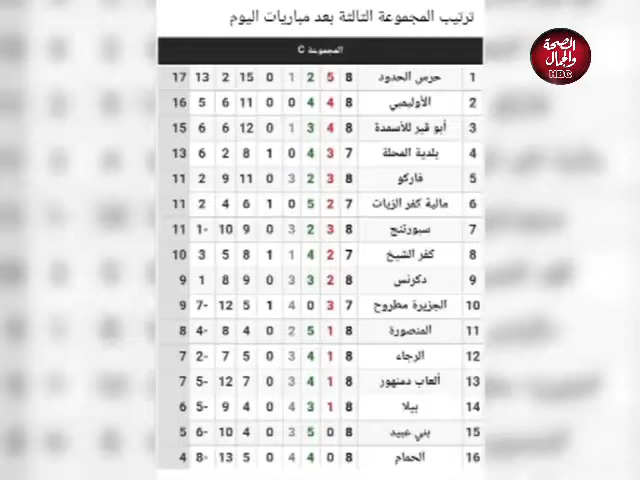 ترتيب المجموعة الثالثة بعد مباريات اليوم
الصحة
والجمال
HBC
المجموعة C
1 حرس الحدود 8 5 2 1 0 15 2 13 17
2 الأوليمبي 8 4 4 0 0 11 6 5 16
3 أبو قير للأسمدة 8 4 3 1 0 12 6 6 15
4 بلدية المحلة 7 3 4 0 1 8 2 6 13
5 فاركو 8 3 2 3 0 11 9 2 11
6 مالية كفر الزيات 7 2 5 0 1 6 4 2 11
7 سبورتنج 8 3 2 3 0 9 10 -1 11
8 كفر الشيخ 7 2 4 1 1 8 5 3 10
9 دكرنس 8 2 3 3 0 9 8 1 9
10 الجزيرة مطروح 7 3 0 4 1 5 12 -7 9
11 المنصورة 8 1 5 2 0 4 8 -4 8
12 الرجاء 8 1 4 3 0 5 7 -2 7
13 ألعاب دمنهور 8 1 4 3 0 7 12 -5 7
14 بيلا 8 1 3 4 0 4 9 -5 6
15 بني عبيد 8 0 5 3 0 4 10 -6 5
16 الحمام 8 0 4 4 0 5 13 -8 4